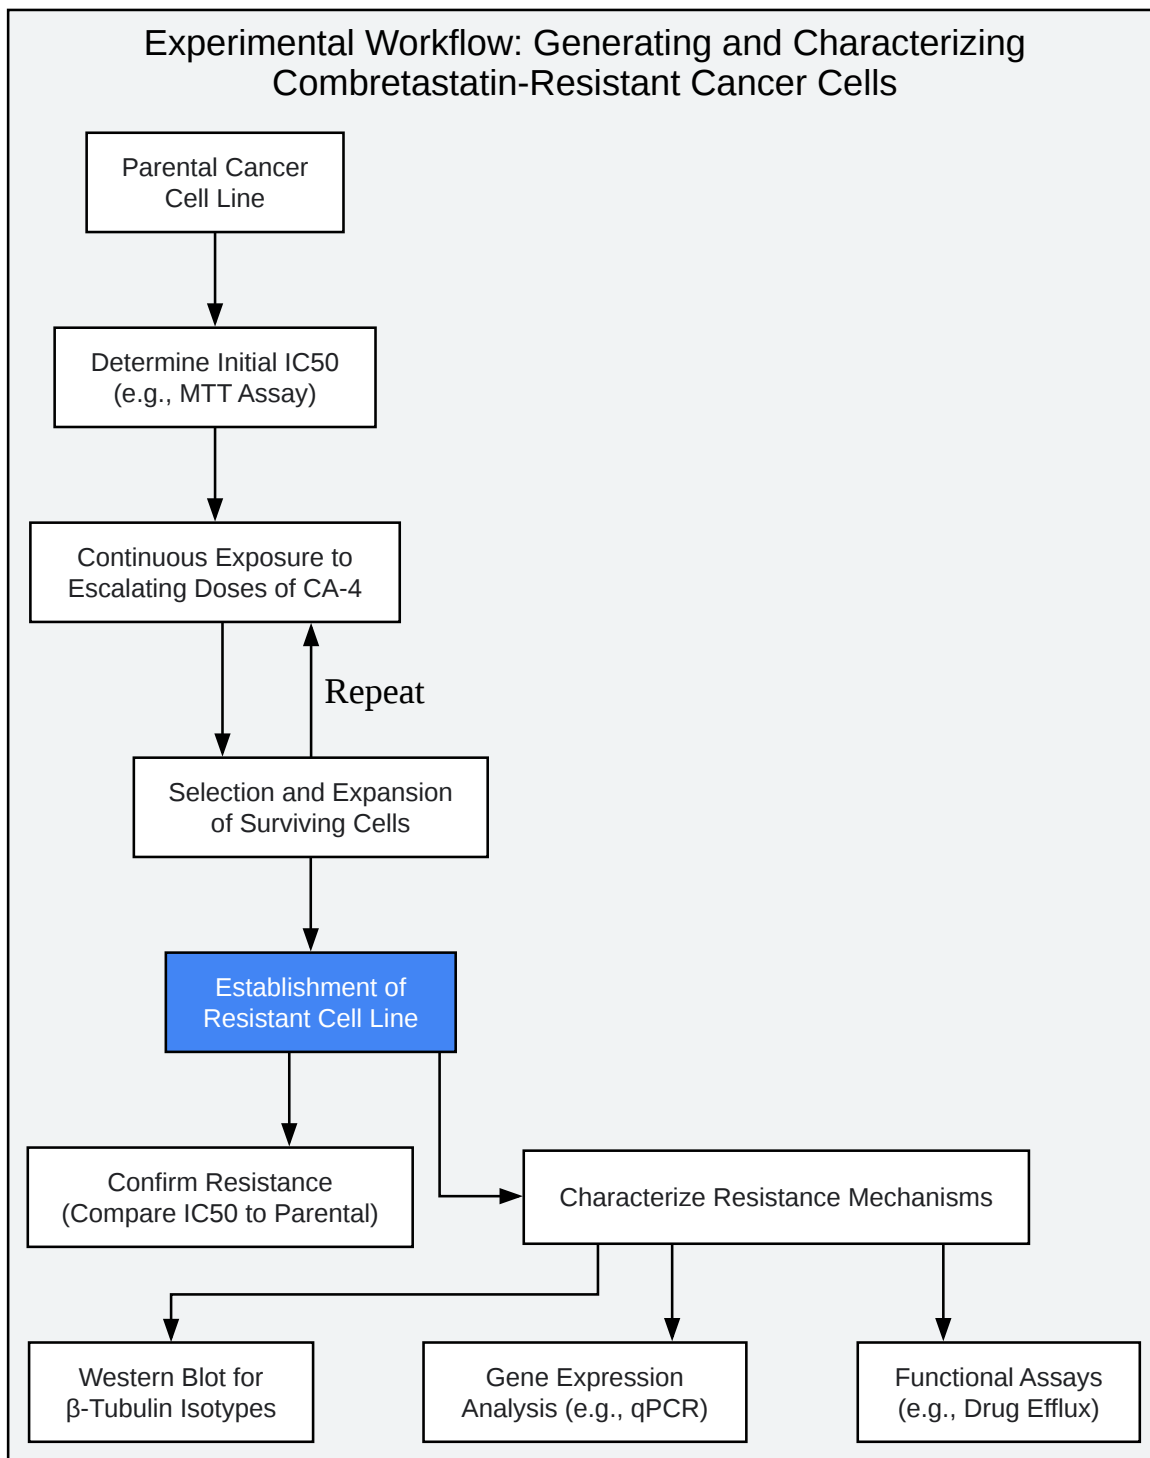 Experimental Workflow: Generating and Characterizing
Combretastatin-Resistant Cancer Cells
Parental Cancer
Cell Line
Determine Initial IC50
(e.g., MTT Assay)
Continuous Exposure to
Escalating Doses of CA-4
Repeat
Selection and Expansion
of Surviving Cells
Establishment of
Resistant Cell Line
Confirm Resistance
(Compare IC50 to Parental)
Characterize Resistance Mechanisms
Western Blot for
β-Tubulin Isotypes
Gene Expression
Analysis (e.g., qPCR)
Functional Assays
(e.g., Drug Efflux)